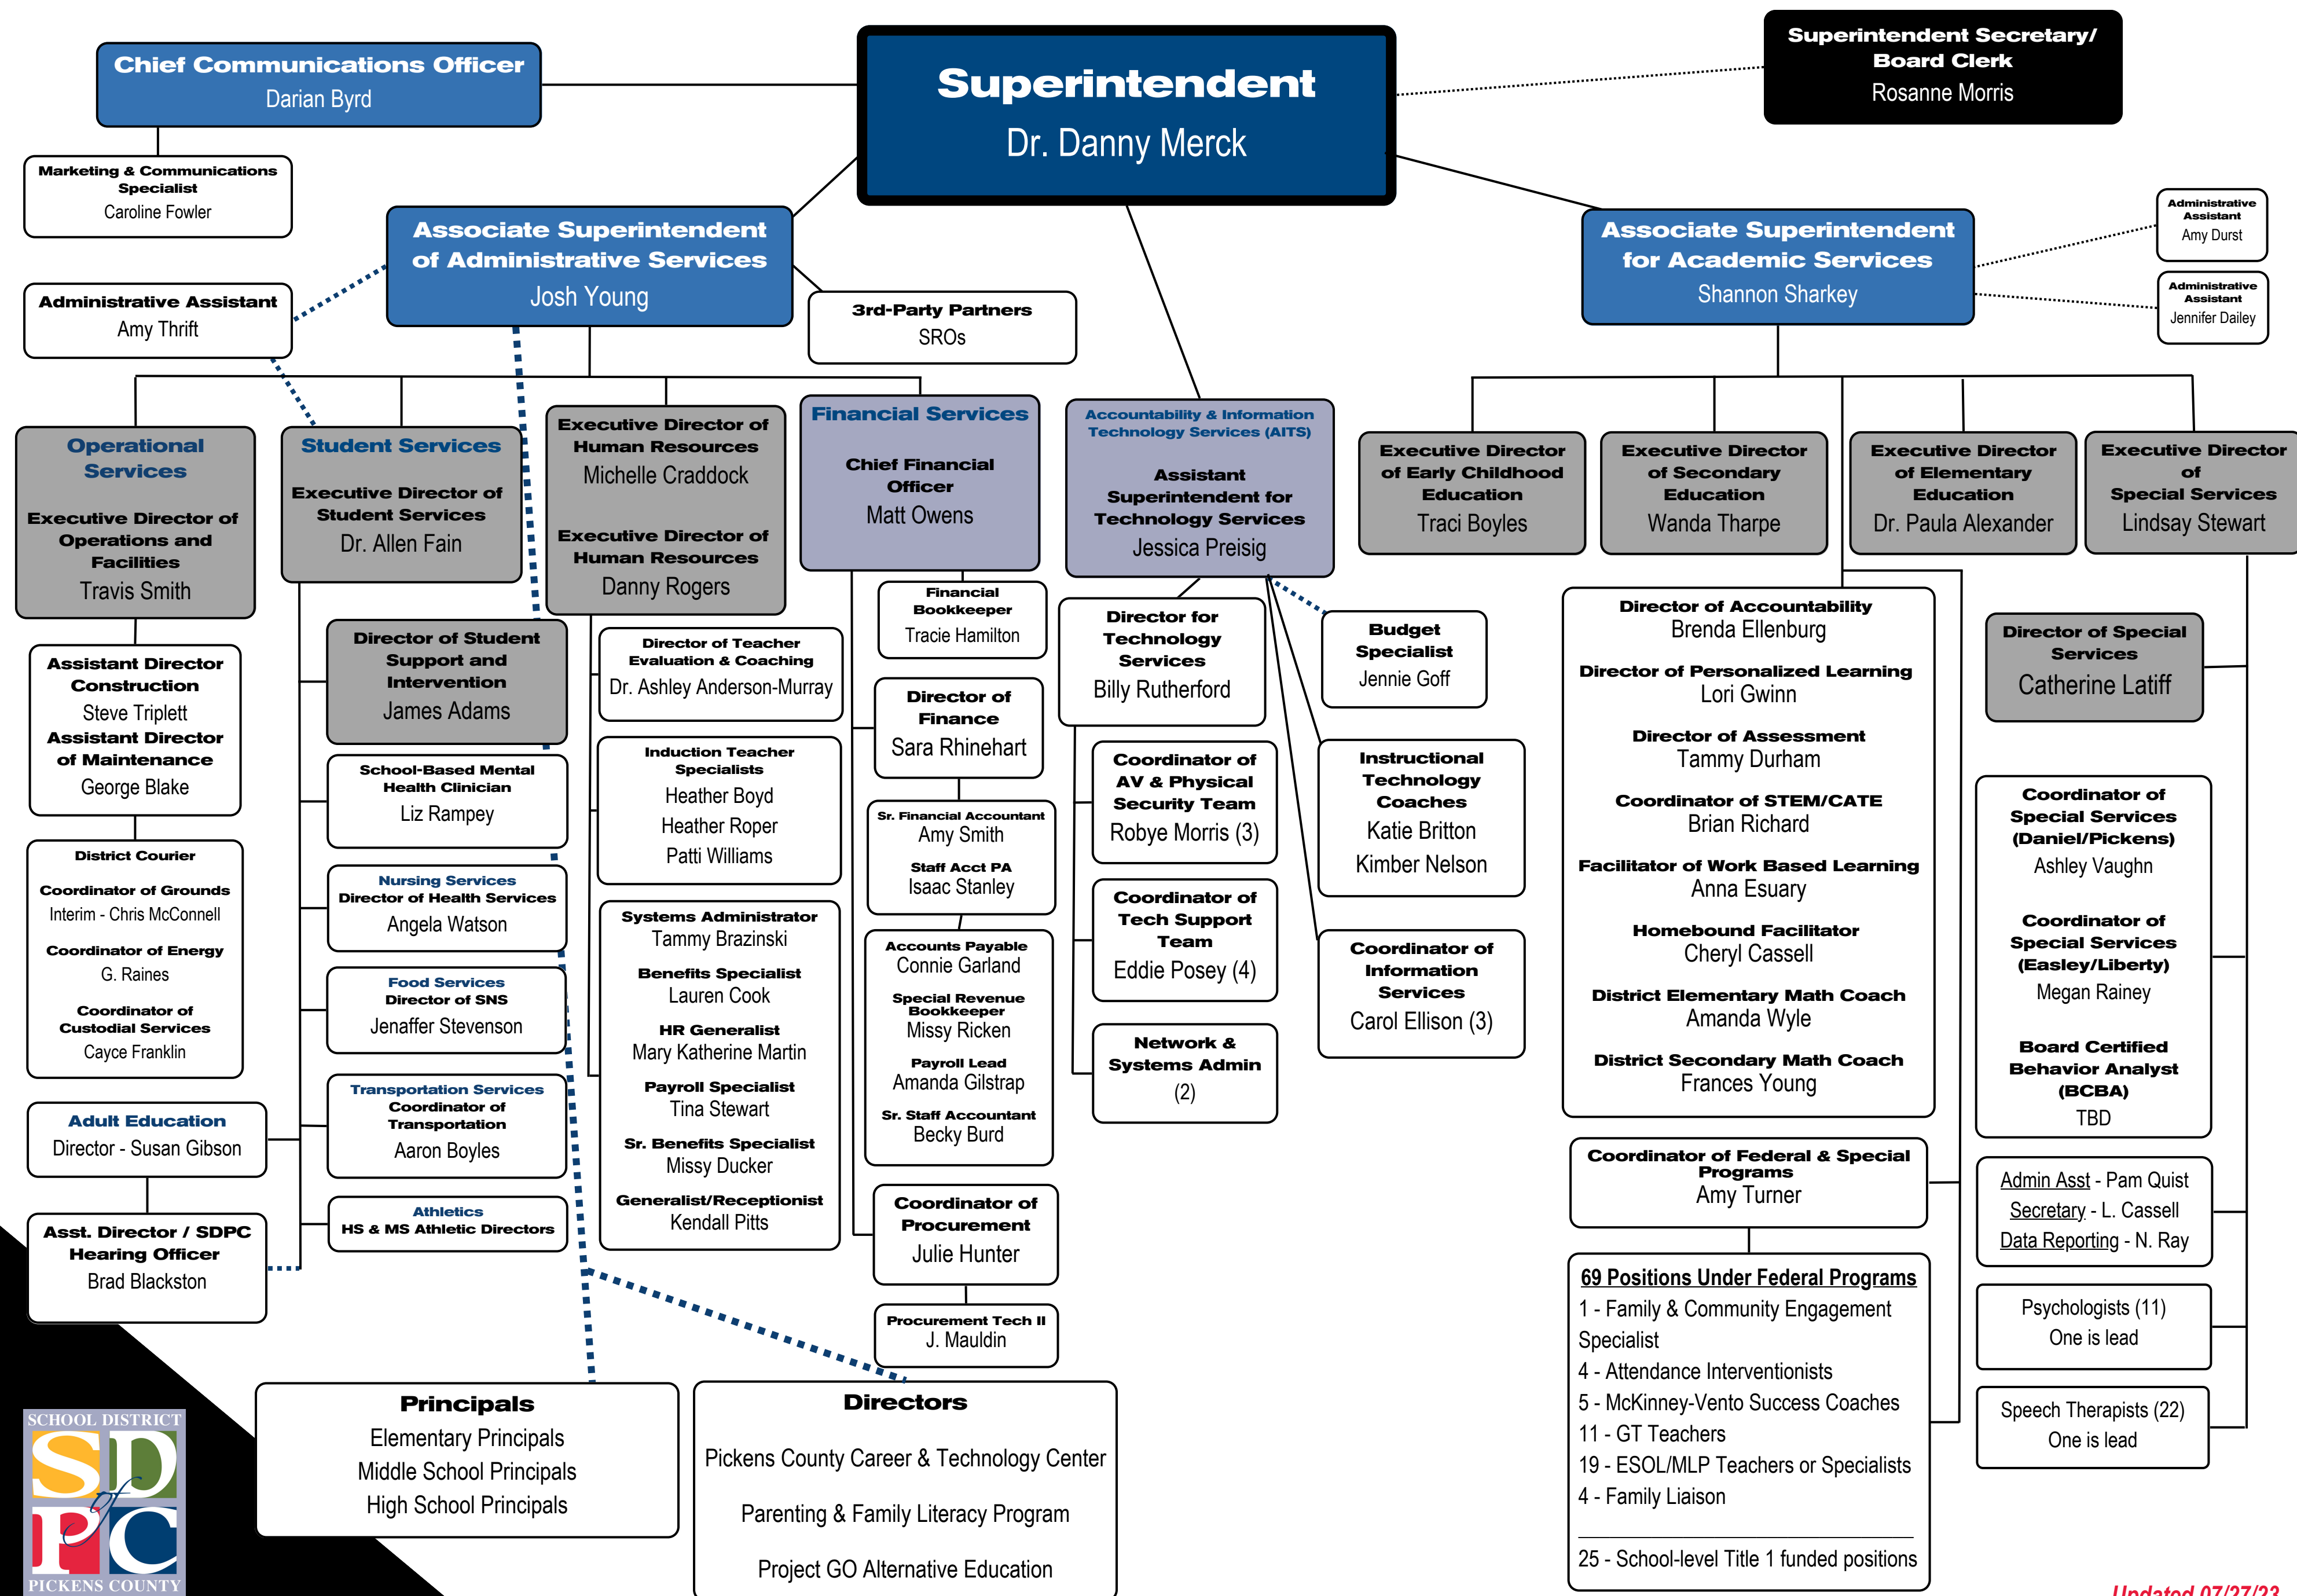 Chief Communications Officer
Darian Byrd
Superintendent
Dr. Danny Merck
Superintendent Secretary/
Board Clerk
Rosanne Morris
Marketing & Communications
Specialist
Caroline Fowler
Associate Superintendent
of Administrative Services
Josh Young
Associate Superintendent
for Academic Services
Shannon Sharkey
Administrative
Assistant
Amy Durst
Administrative
Assistant
Jennifer Dailey
Administrative Assistant
Amy Thrift
3rd-Party Partners
SROs
Operational
Services
Executive Director of
Operations and
Facilities
Travis Smith
Student Services
Executive Director of
Student Services
Dr. Allen Fain
Executive Director of
Human Resources
Michelle Craddock
Executive Director of
Human Resources
Danny Rogers
Financial Services
Chief Financial
Officer
Matt Owens
Accountability & Information
Technology Services (AITS)
Assistant
Superintendent for
Technology Services
Jessica Preisig
Executive Director
of Early Childhood
Education
Traci Boyles
Executive Director
of Secondary
Education
Wanda Tharpe
Executive Director
of Elementary
Education
Dr. Paula Alexander
Executive Director
of
Special Services
Lindsay Stewart
Assistant Director
Construction
Steve Triplett
Assistant Director
of Maintenance
George Blake
District Courier
Coordinator of Grounds
Interim - Chris McConnell
Coordinator of Energy
G. Raines
Coordinator of
Custodial Services
Cayce Franklin
Adult Education
Director - Susan Gibson
Asst. Director / SDPC
Hearing Officer
Brad Blackston
Director of Student
Support and
Intervention
James Adams
School-Based Mental
Health Clinician
Liz Rampey
Nursing Services
Director of Health Services
Angela Watson
Food Services
Director of SNS
Jenaffer Stevenson
Transportation Services
Coordinator of
Transportation
Aaron Boyles
Athletics
HS & MS Athletic Directors
Director of Teacher
Evaluation & Coaching
Dr. Ashley Anderson-Murray
Induction Teacher
Specialists
Heather Boyd
Heather Roper
Patti Williams
Systems Administrator
Tammy Brazinski
Benefits Specialist
Lauren Cook
HR Generalist
Mary Katherine Martin
Payroll Specialist
Tina Stewart
Sr. Benefits Specialist
Missy Ducker
Generalist/Receptionist
Kendall Pitts
Financial
Bookkeeper
Tracie Hamilton
Director of
Finance
Sara Rhinehart
Sr. Financial Accountant
Amy Smith
Staff Acct PA
Isaac Stanley
Accounts Payable
Connie Garland
Special Revenue
Bookkeeper
Missy Ricken
Payroll Lead
Amanda Gilstrap
Sr. Staff Accountant
Becky Burd
Coordinator of
Procurement
Julie Hunter
Procurement Tech II
J. Mauldin
Director for
Technology
Services
Billy Rutherford
Coordinator of
AV & Physical
Security Team
Robye Morris (3)
Coordinator of
Tech Support
Team
Eddie Posey (4)
Network &
Systems Admin
(2)
Budget
Specialist
Jennie Goff
Instructional
Technology
Coaches
Katie Britton
Kimber Nelson
Coordinator of
Information
Services
Carol Ellison (3)
Director of Accountability
Brenda Ellenburg
Director of Personalized Learning
Lori Gwinn
Director of Assessment
Tammy Durham
Coordinator of STEM/CATE
Brian Richard
Facilitator of Work Based Learning
Anna Esuary
Homebound Facilitator
Cheryl Cassell
District Elementary Math Coach
Amanda Wyle
District Secondary Math Coach
Frances Young
Coordinator of Federal & Special
Programs
Amy Turner
69 Positions Under Federal Programs
1 - Family & Community Engagement
Specialist
4 - Attendance Interventionists
5 - McKinney-Vento Success Coaches
11 - GT Teachers
19 - ESOL/MLP Teachers or Specialists
4 - Family Liaison
25 - School-level Title 1 funded positions
Director of Special
Services
Catherine Latiff
Coordinator of
Special Services
(Daniel/Pickens)
Ashley Vaughn
Coordinator of
Special Services
(Easley/Liberty)
Megan Rainey
Board Certified
Behavior Analyst
(BCBA)
TBD
Admin Asst - Pam Quist
Secretary - L. Cassell
Data Reporting - N. Ray
Psychologists (11)
One is lead
Speech Therapists (22)
One is lead
Principals
Elementary Principals
Middle School Principals
High School Principals
Directors
Pickens County Career & Technology Center
Parenting & Family Literacy Program
Project GO Alternative Education
SCHOOL DISTRICT
SD
of
PC
PICKENS COUNTY
Updated 07/27/23